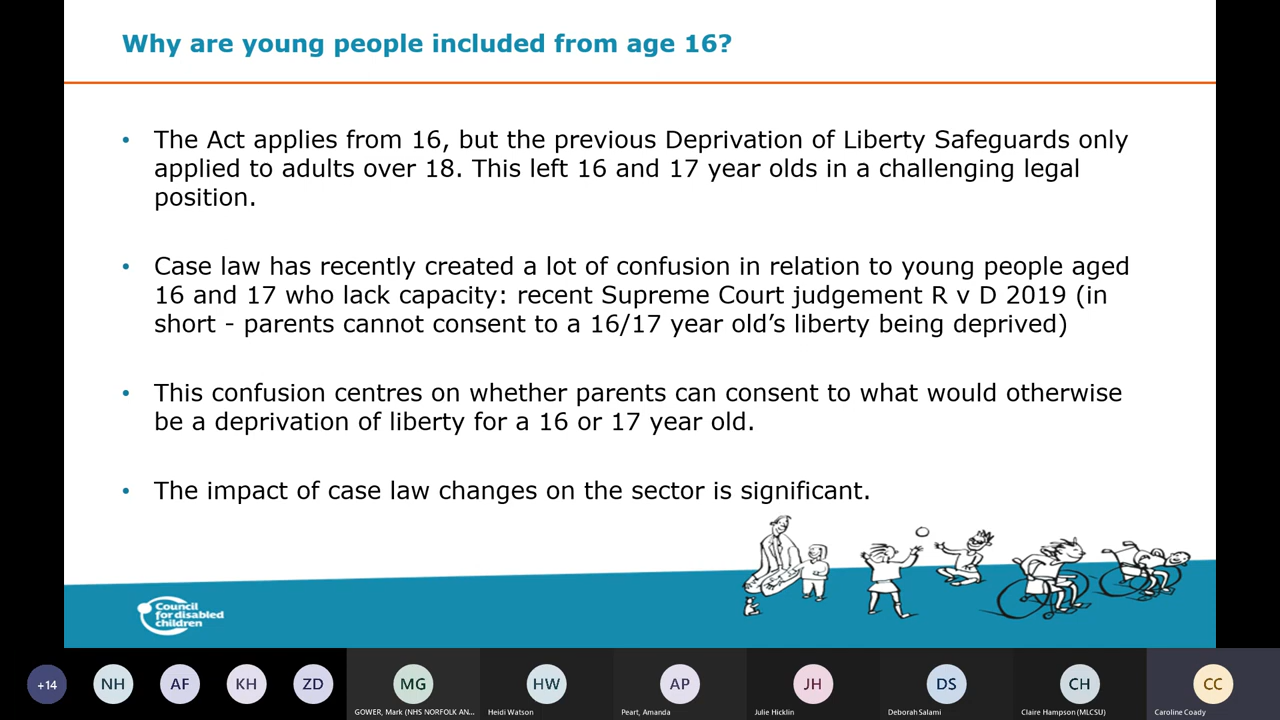 Why are young people included from age 16?
• The Act applies from 16, but the previous Deprivation of Liberty Safeguards only
applied to adults over 18. This left 16 and 17 year olds in a challenging legal
position.
• Case law has recently created a lot of confusion in relation to young people aged
16 and 17 who lack capacity: recent Supreme Court judgement R v D 2019 (in
short - parents cannot consent to a 16/17 year old’s liberty being deprived)
• This confusion centres on whether parents can consent to what would otherwise
be a deprivation of liberty for a 16 or 17 year old.
• The impact of case law changes on the sector is significant.
Council
for disabled
children
+14
NH
AF
KH
ZD
MG
HW
AP
JH
DS
CH
CC
GOWER, Mark (NHS NORFOLK AN...
Heidi Watson
Peart, Amanda
Julie Hicklin
Deborah Salami
Claire Hampson (MLCSU)
Caroline Coady